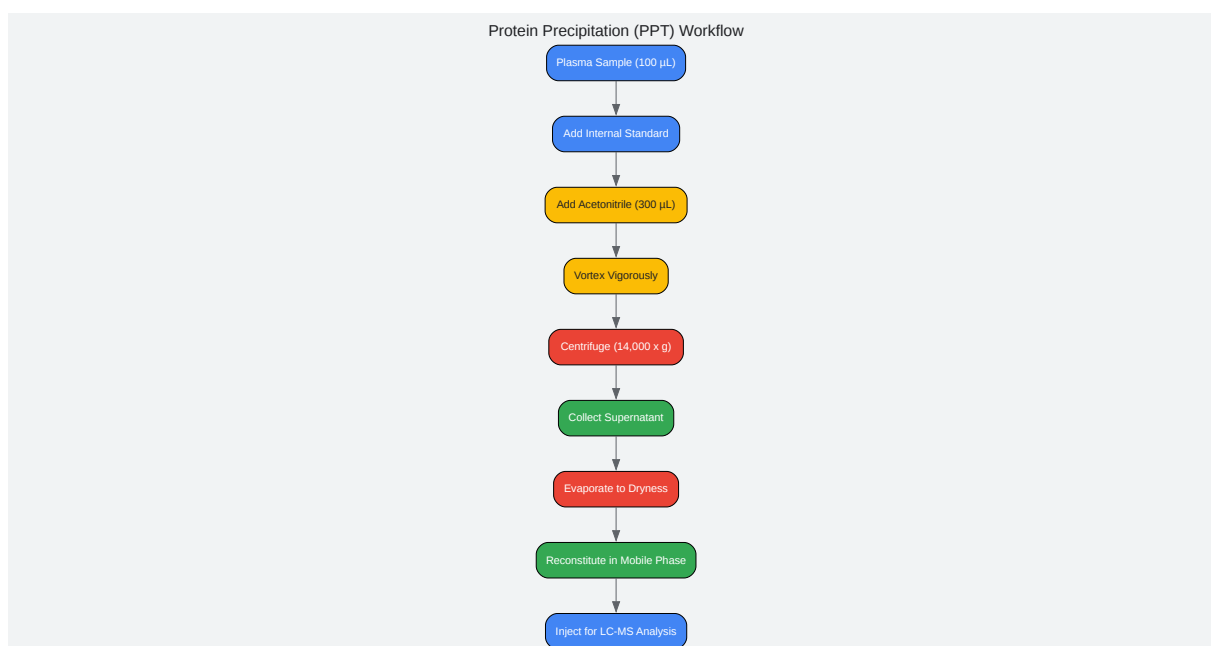 Protein Precipitation (PPT) Workflow
Plasma Sample (100 µL)
Add Internal Standard
Add Acetonitrile (300 µL)
Vortex Vigorously
Centrifuge (14,000 x g)
Collect Supernatant
Evaporate to Dryness
Reconstitute in Mobile Phase
Inject for LC-MS Analysis